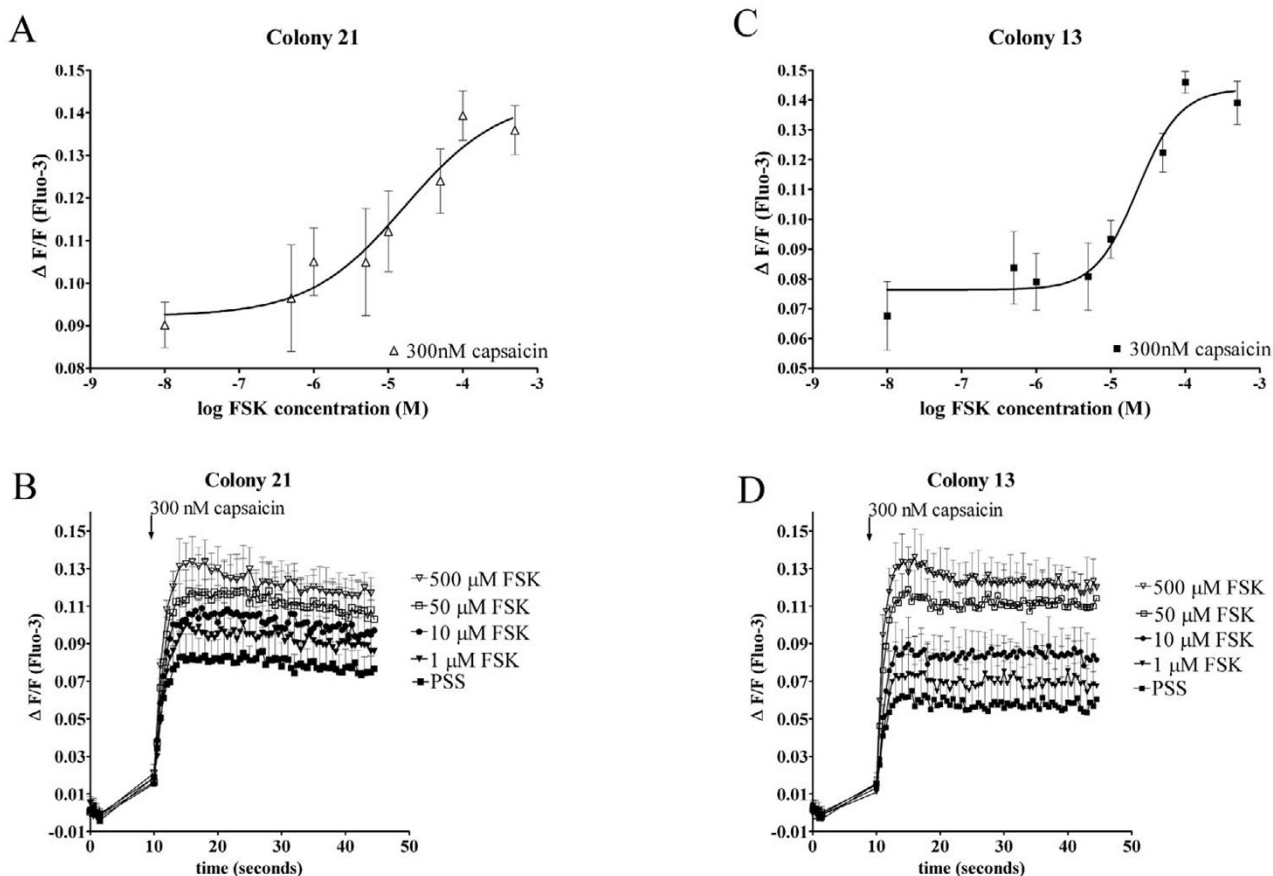 A
Colony 21
Δ F/F (Fluo-3)
0.15
0.14
0.13
0.12
0.11
0.10
0.09
0.08
-9 -8 -7 -6 -5 -4 -3
300nM capsaicin
log FSK concentration (M)
C
Colony 13
Δ F/F (Fluo-3)
0.15
0.14
0.13
0.12
0.11
0.10
0.09
0.08
0.07
0.06
0.05
-9 -8 -7 -6 -5 -4 -3
300nM capsaicin
log FSK concentration (M)
B
Colony 21
300 nM capsaicin
Δ F/F (Fluo-3)
0.15
0.13
0.11
0.09
0.07
0.05
0.03
0.01
-0.01
0 10 20 30 40 50
time (seconds)
500 μM FSK
50 μM FSK
10 μM FSK
1 μM FSK
PSS
D
Colony 13
300 nM capsaicin
Δ F/F (Fluo-3)
0.15
0.13
0.11
0.09
0.07
0.05
0.03
0.01
-0.01
0 10 20 30 40 50
time (seconds)
500 μM FSK
50 μM FSK
10 μM FSK
1 μM FSK
PSS